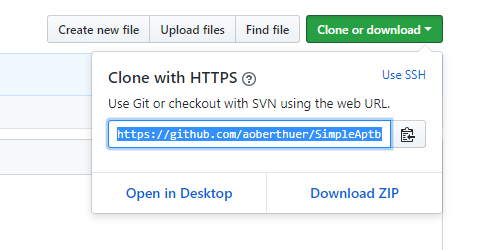 Create new file Upload files Find file Clone or download
Clone with HTTPS ? Use SSH
Use Git or checkout with SVN using the web URL.
https://github.com/aoberthuer/SimpleAptb
Open in Desktop Download ZIP